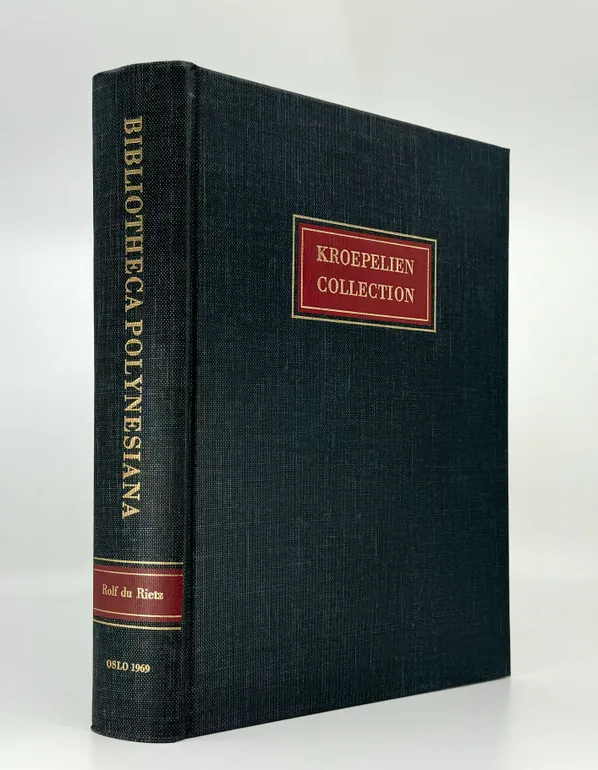 BIBLIOTHECA POLYNESIANA
Rolf du Rietz
OSLO 1969
KROEPELIEN
COLLECTION